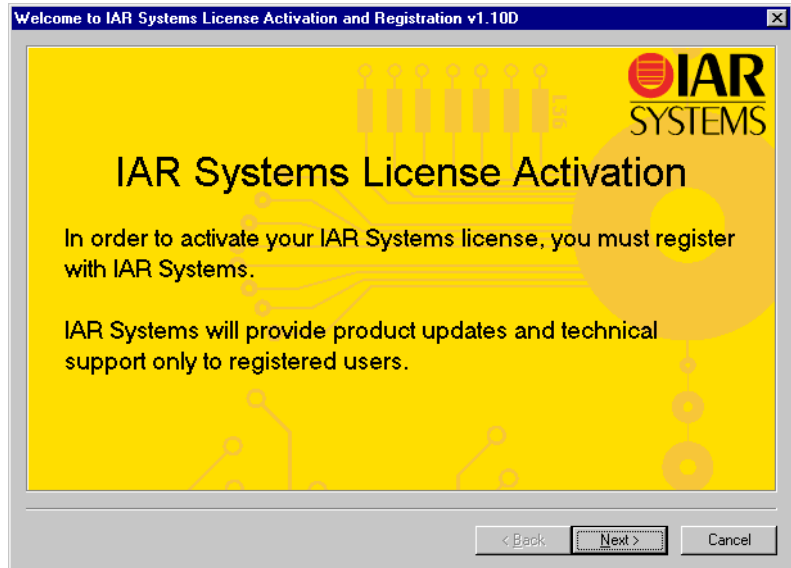 Welcome to IAR Systems License Activation and Registration v1.10D
IAR
SYSTEMS
L36
IAR Systems License Activation
In order to activate your IAR Systems license, you must register
with IAR Systems.
IAR Systems will provide product updates and technical
support only to registered users.
< Back
Next >
Cancel